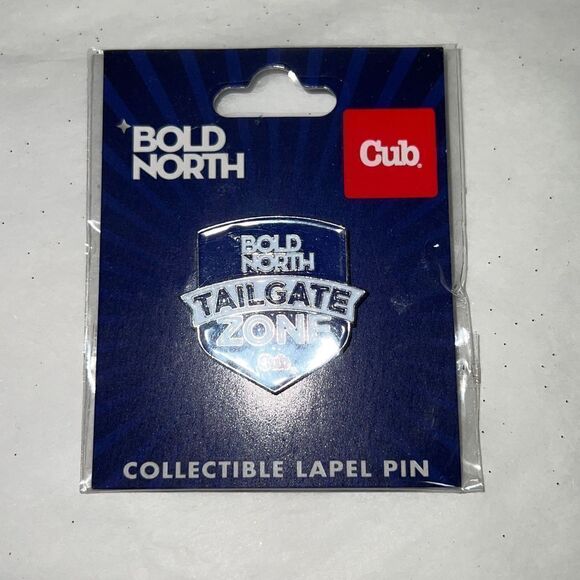 BOLD
NORTH
Cub.
BOLD
NORTH
TAILGATE
ZONE
Cub.
COLLECTIBLE LAPEL PIN